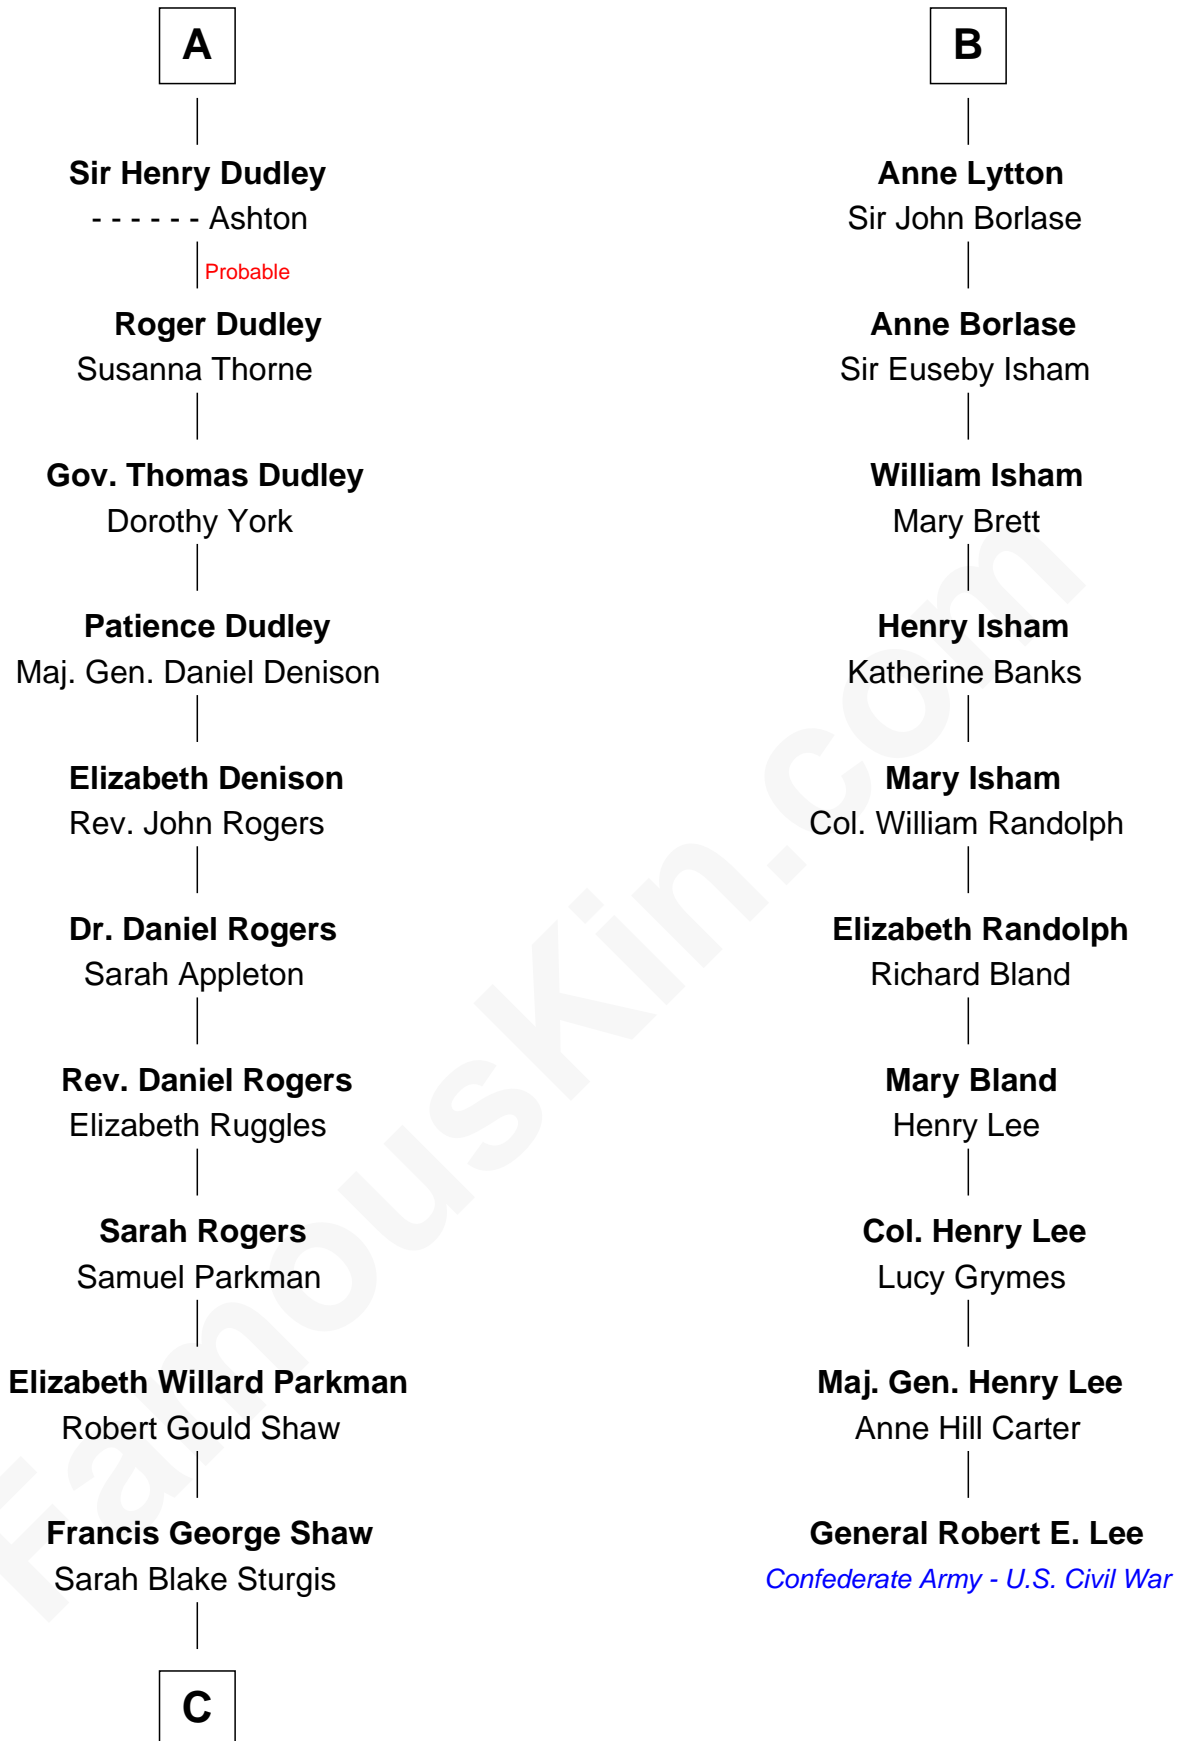 A
Sir Henry Dudley
- - - - - - Ashton
Probable
Roger Dudley
Susanna Thorne
Gov. Thomas Dudley
Dorothy York
Patience Dudley
Maj. Gen. Daniel Denison
Elizabeth Denison
Rev. John Rogers
Dr. Daniel Rogers
Sarah Appleton
Rev. Daniel Rogers
Elizabeth Ruggles
Sarah Rogers
Samuel Parkman
Elizabeth Willard Parkman
Robert Gould Shaw
Francis George Shaw
Sarah Blake Sturgis
C
B
Anne Lytton
Sir John Borlase
Anne Borlase
Sir Euseby Isham
William Isham
Mary Brett
Henry Isham
Katherine Banks
Mary Isham
Col. William Randolph
Elizabeth Randolph
Richard Bland
Mary Bland
Henry Lee
Col. Henry Lee
Lucy Grymes
Maj. Gen. Henry Lee
Anne Hill Carter
General Robert E. Lee
Confederate Army - U.S. Civil War
FamousKin.com